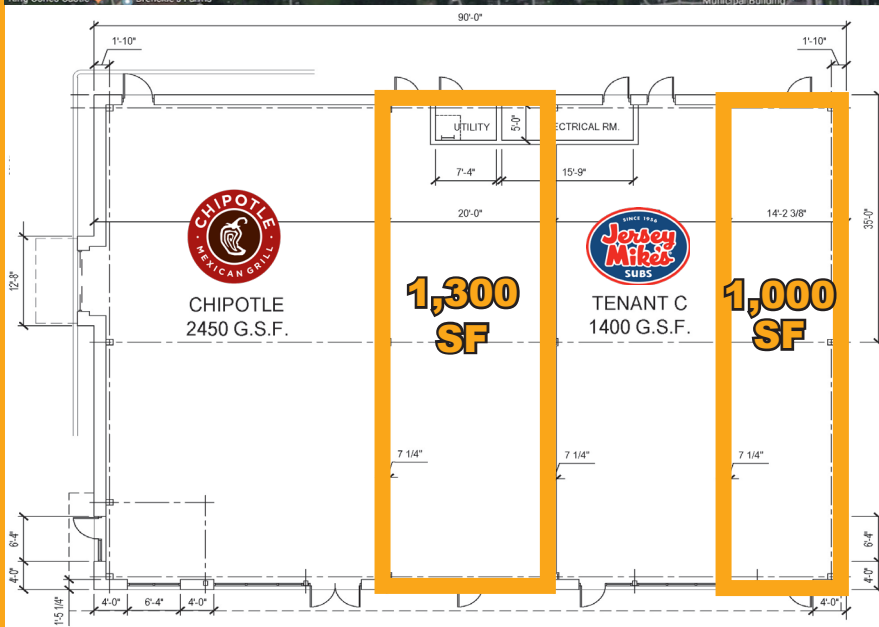 Municipal Building
90'-0"
1'-10"
1'-10"
UTILITY
5'-0"
ECTRICAL RM.
7'-4"
15'-9"
20'-0"
14'-2 3/8"
35'-0"
12'-8"
CHIPOTLE
MEXICAN GRILL
SINCE 1956
Jersey
Mike's
SUBS
CHIPOTLE
2450 G.S.F.
1,300
SF
TENANT C
1400 G.S.F.
1,000
SF
7 1/4"
7 1/4"
7 1/4"
6'-4"
4'-0"
6'-4"
4'-0"
1'-5 1/4"
4'-0"
6'-4"
4'-0"
4'-0"